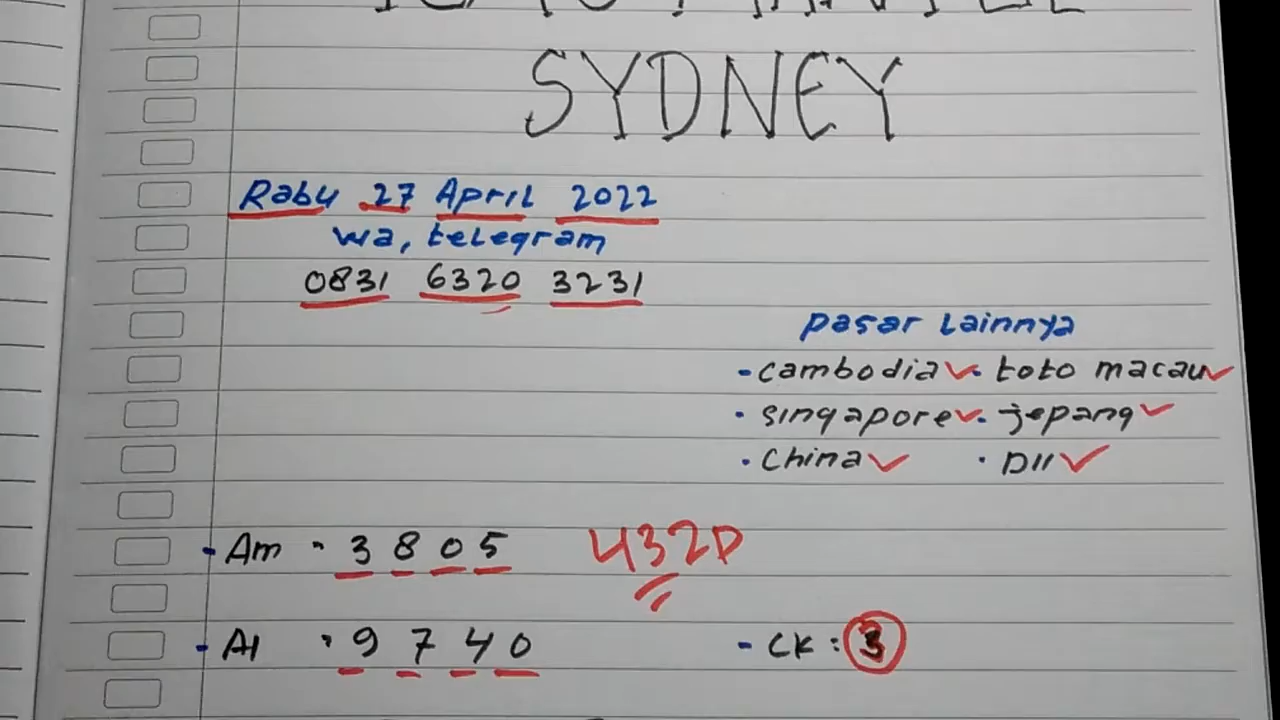 SYDNEY
Rabu 27 April 2022
wa, telegram
0831 6320 3231
pasar lainnya
• cambodia ✓ • toto macau ✓
• singapore ✓ • jepang ✓
• china ✓ • Dll ✓
- Am : 3 8 0 5 432D
- AI : 9 7 4 0 - CK : 3